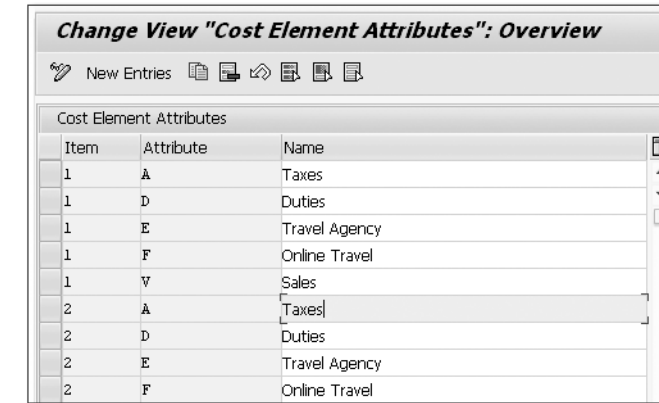 Change View "Cost Element Attributes": Overview
New Entries
Cost Element Attributes
Item Attribute Name
1 A Taxes
1 D Duties
1 E Travel Agency
1 F Online Travel
1 V Sales
2 A Taxes
2 D Duties
2 E Travel Agency
2 F Online Travel